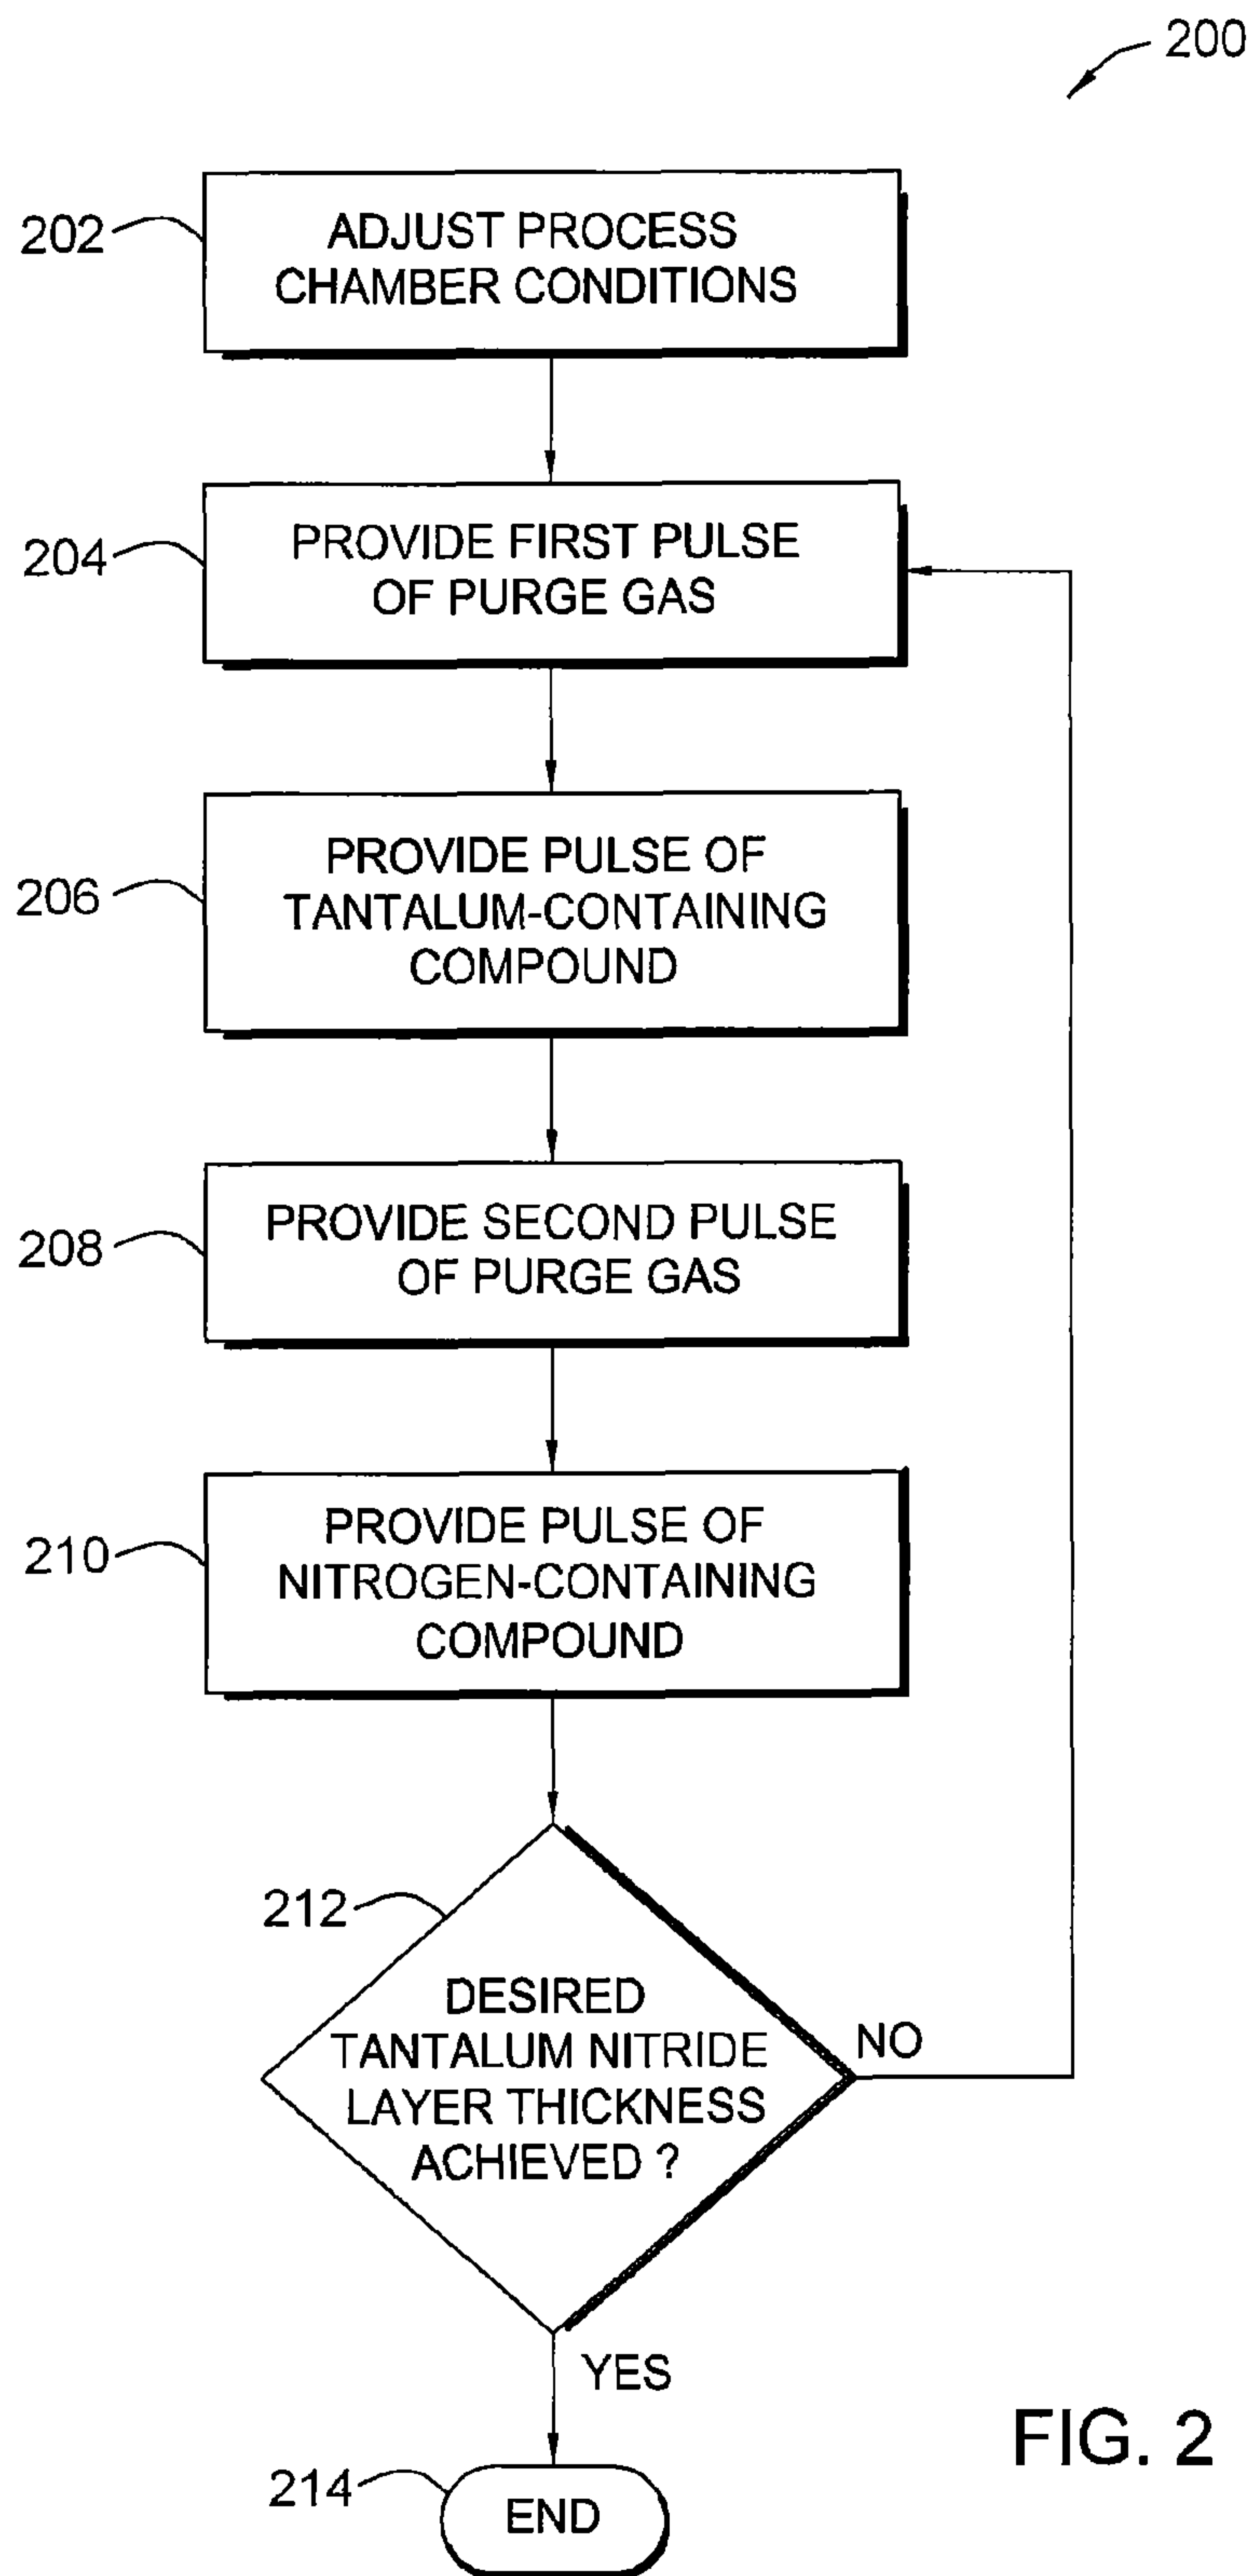 200
202
ADJUST PROCESS
CHAMBER CONDITIONS
204
PROVIDE FIRST PULSE
OF PURGE GAS
206
PROVIDE PULSE OF
TANTALUM-CONTAINING
COMPOUND
208
PROVIDE SECOND PULSE
OF PURGE GAS
210
PROVIDE PULSE OF
NITROGEN-CONTAINING
COMPOUND
212
DESIRED
TANTALUM NITRIDE
LAYER THICKNESS
ACHIEVED ?
NO
YES
214
END
FIG. 2